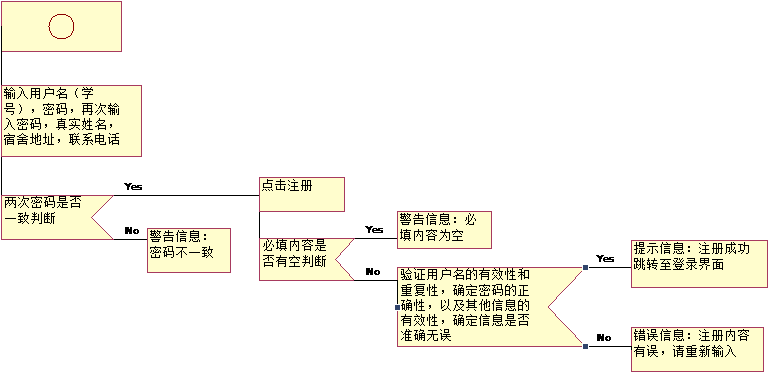 输入用户名（学
号），密码，再次输
入密码，真实姓名，
宿舍地址，联系电话
两次密码是否
一致判断
Yes
No
警告信息：
密码不一致
点击注册
必填内容是
否有空判断
Yes
No
警告信息：必
填内容为空
验证用户名的有效性和
重复性，确定密码的正
确性，以及其他信息的
有效性，确定信息是否
准确无误
Yes
No
提示信息：注册成功
跳转至登录界面
错误信息：注册内容
有误，请重新输入